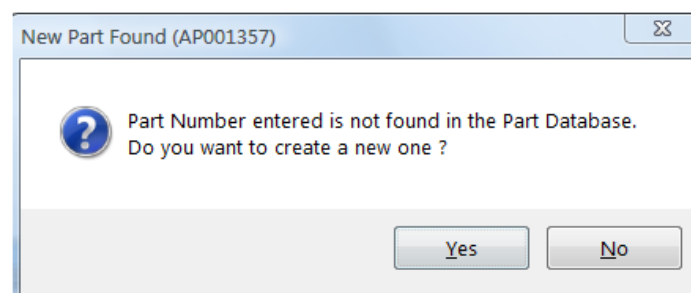 New Part Found (AP001357)
Part Number entered is not found in the Part Database.
Do you want to create a new one ?
Yes
No